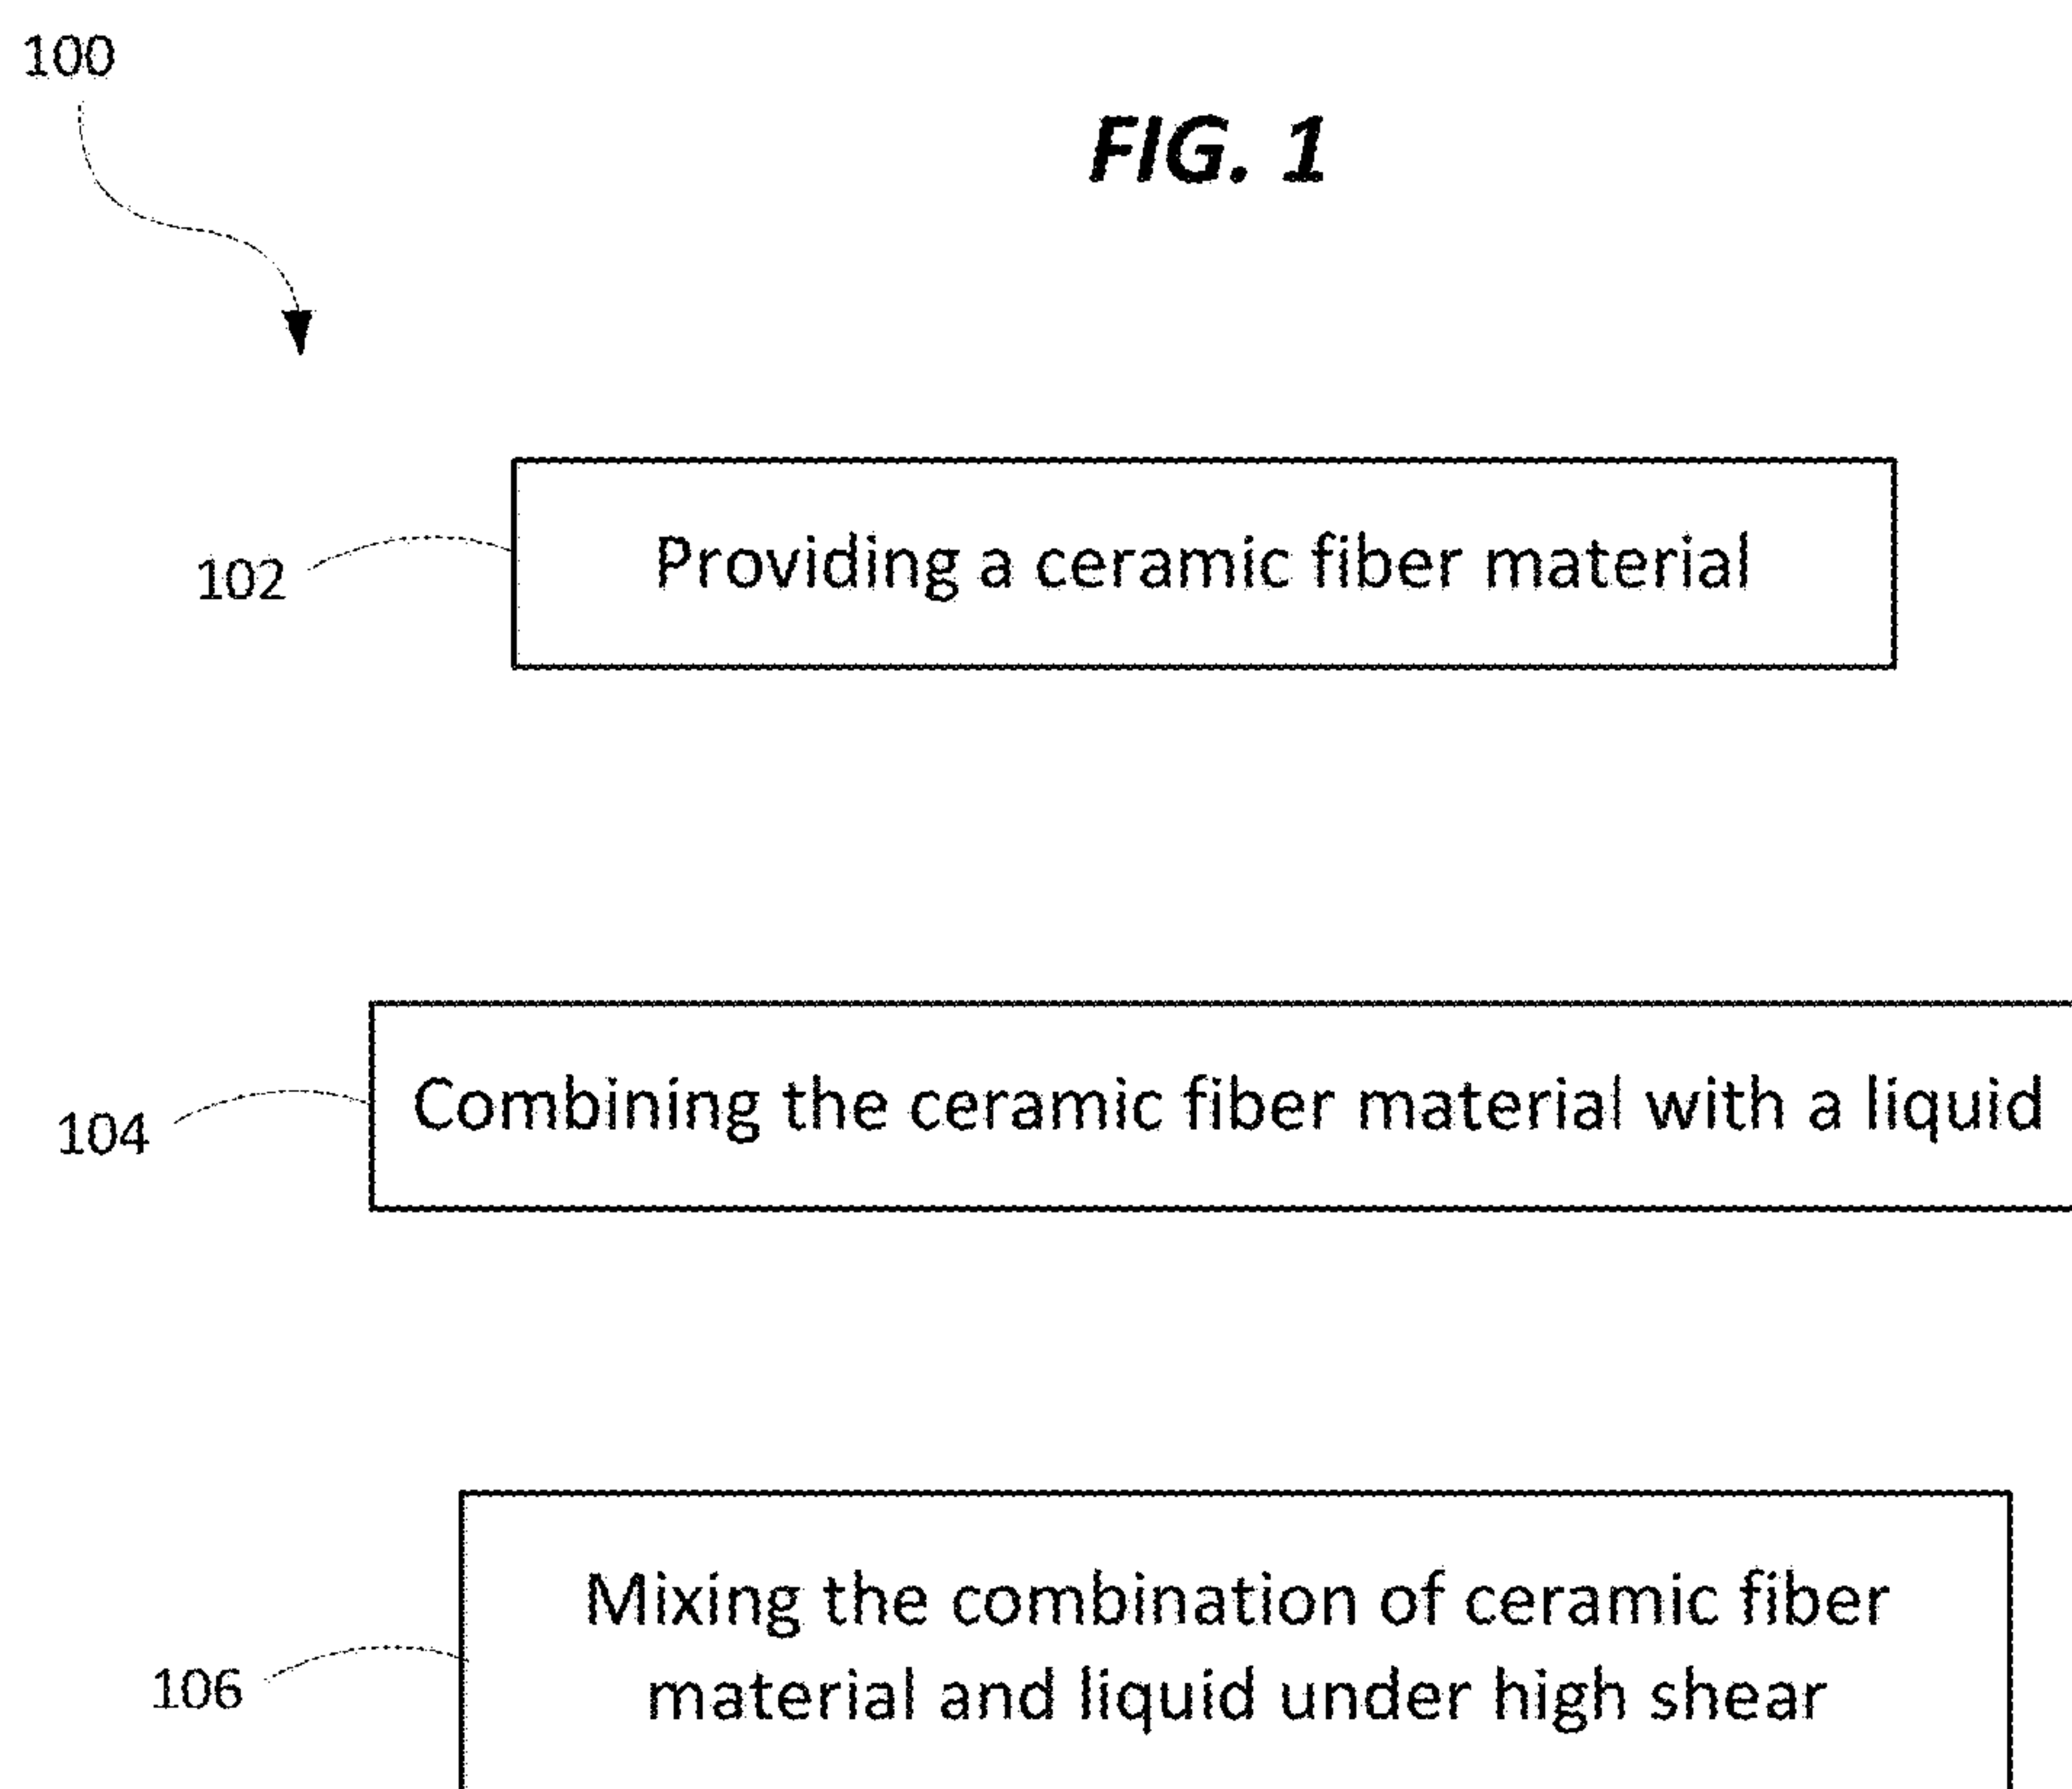 100
FIG. 1
102
Providing a ceramic fiber material
104
Combining the ceramic fiber material with a liquid
Mixing the combination of ceramic fiber
106
material and liquid under high shear